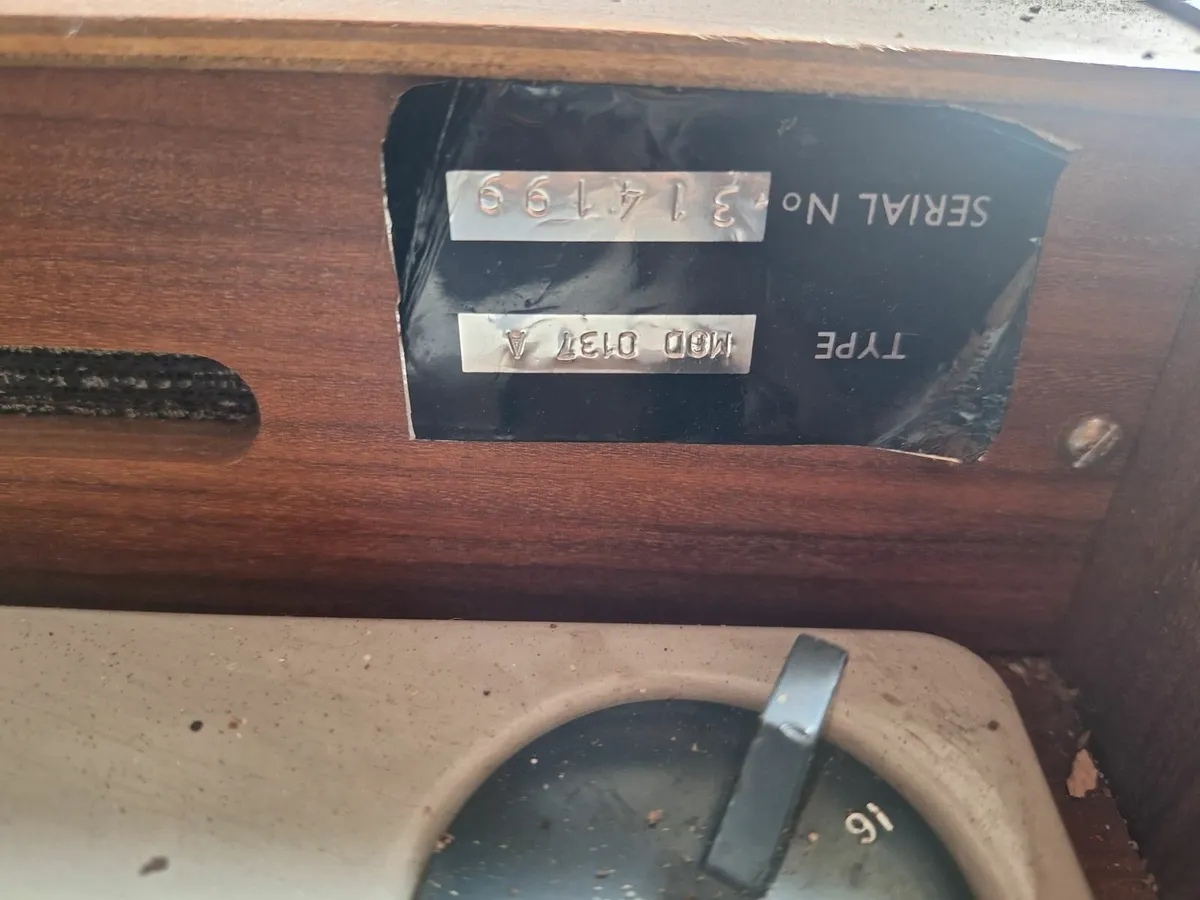 16
TYPE MOD 0137 A
SERIAL No 314199